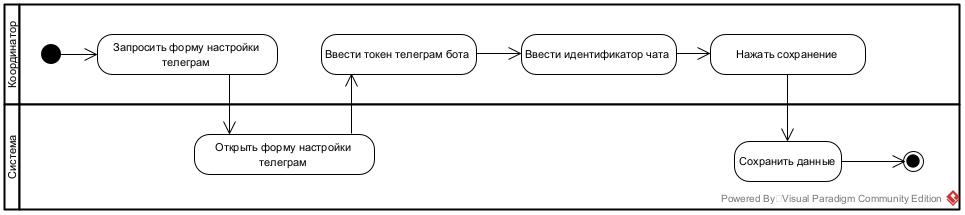 Координатор
Запросить форму настройки
телеграм
Ввести токен телеграм бота
Ввести идентификатор чата
Нажать сохранение
Система
Открыть форму настройки
телеграм
Сохранить данные
Powered By Visual Paradigm Community Edition